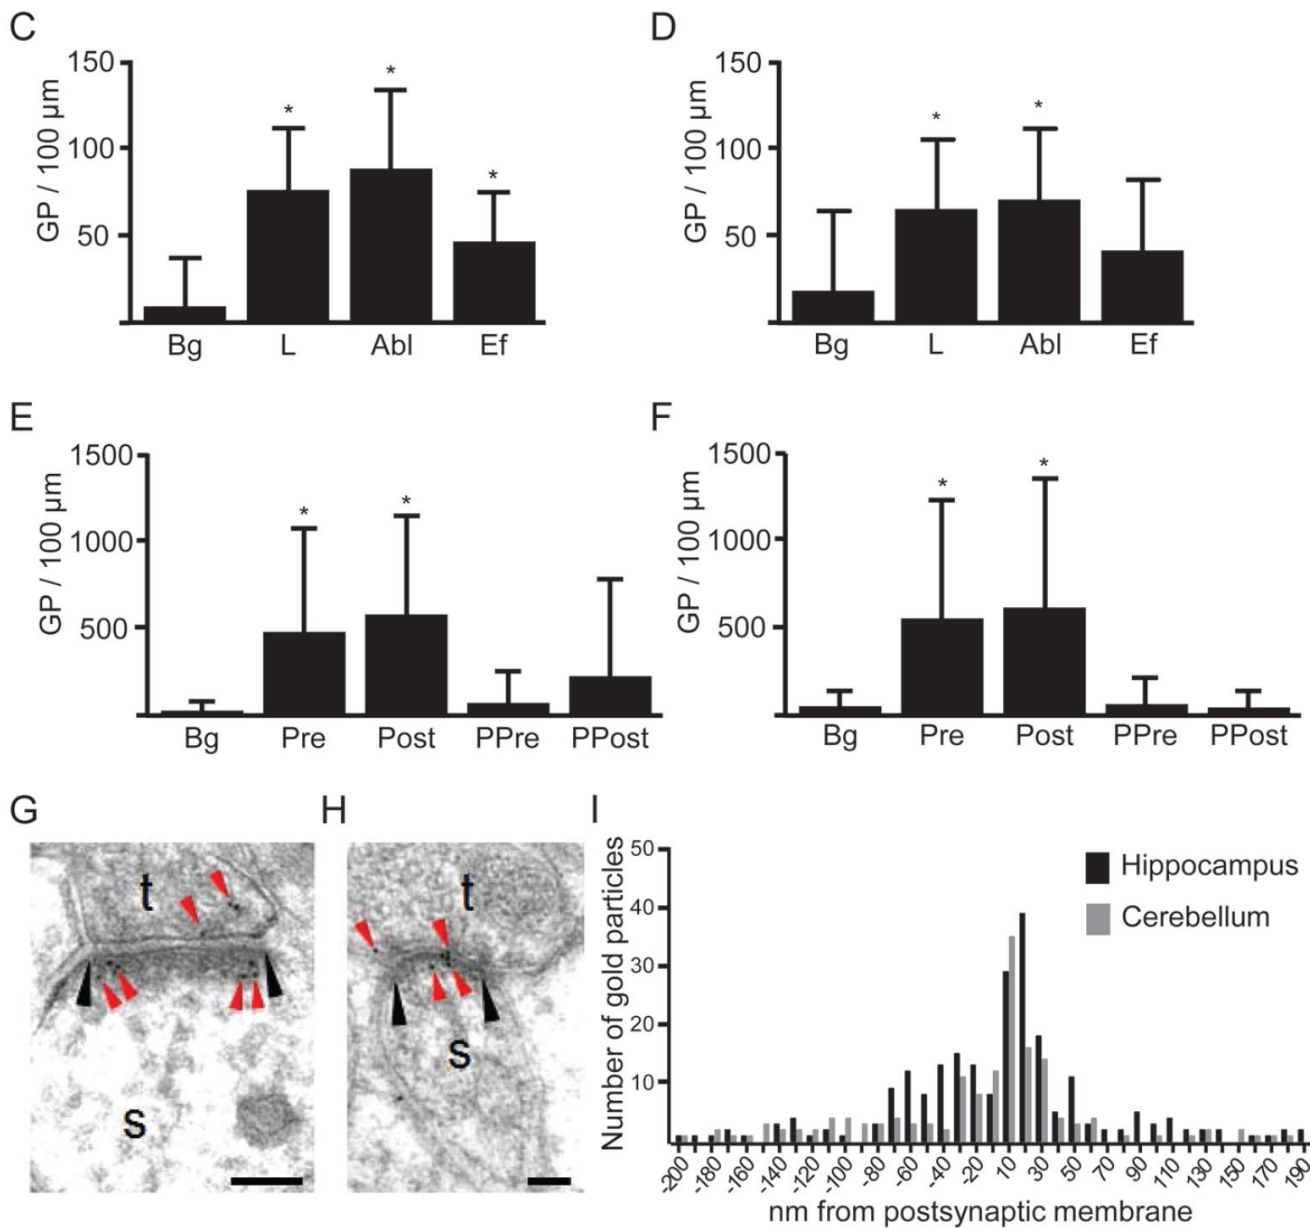 C
150
100
50
GP / 100 µm
*
*
*
Bg L Abl Ef
D
150
100
50
GP / 100 µm
*
*
Bg L Abl Ef
E
1500
1000
500
GP / 100 µm
*
*
Bg Pre Post PPre PPost
F
1500
1000
500
GP / 100 µm
*
*
Bg Pre Post PPre PPost
G
t
s
H
t
s
I
50
40
30
20
10
Number of gold particles
Hippocampus
Cerebellum
-200 -180 -160 -140 -120 -100 -80 -60 -40 -20 10 30 50 70 90 110 130 150 170 190
nm from postsynaptic membrane